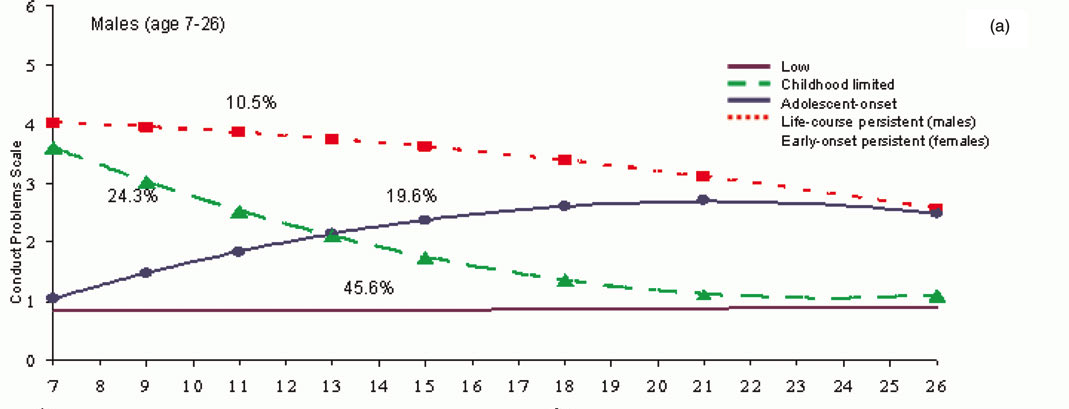 Males (age 7-26)
(a)
Low
Childhood limited
Adolescent-onset
Life-course persistent (males)
Early-onset persistent (females)
Conduct Problems Scale
6
5
4
3
2
1
0
10.5%
24.3%
19.6%
45.6%
7 8 9 10 11 12 13 14 15 16 17 18 19 20 21 22 23 24 25 26